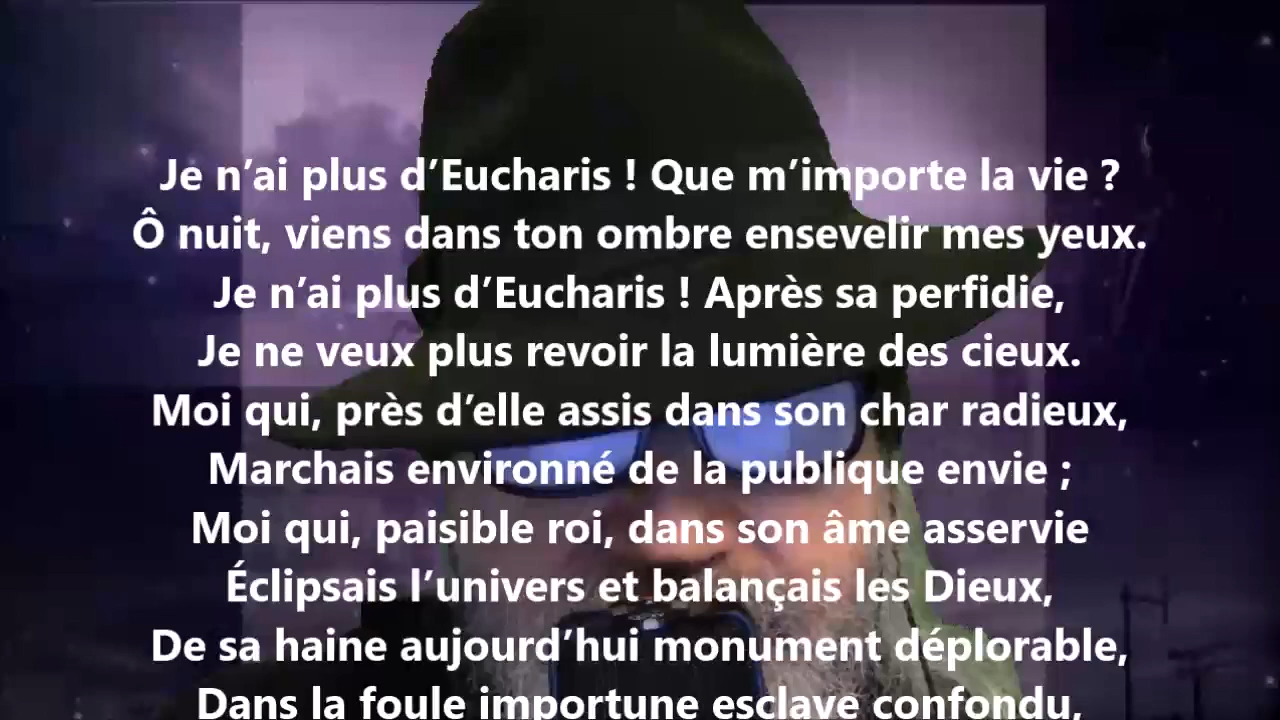 Je n’ai plus d’Eucharis ! Que m’importe la vie ?
Ô nuit, viens dans ton ombre ensevelir mes yeux.
Je n’ai plus d’Eucharis ! Après sa perfidie,
Je ne veux plus revoir la lumière des cieux.
Moi qui, près d’elle assis dans son char radieux,
Marchais environné de la publique envie ;
Moi qui, paisible roi, dans son âme asservie
Éclipsais l’univers et balançais les Dieux,
De sa haine aujourd’hui monument déplorable,
Dans la foule importune esclave confondu,